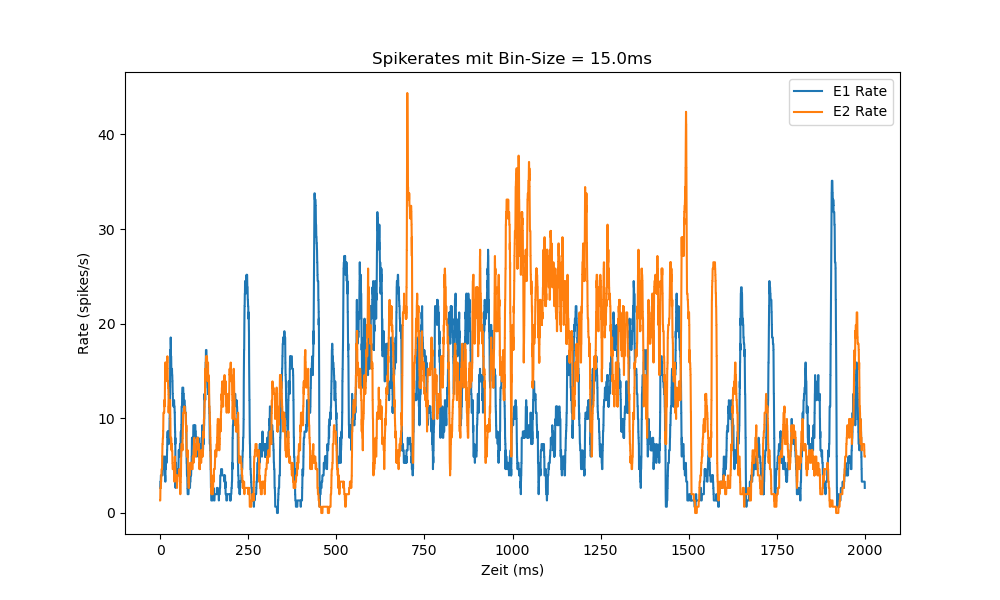 Spikerates mit Bin-Size = 15.0ms
E1 Rate
E2 Rate
Rate (spikes/s)
40
30
20
10
0
0 250 500 750 1000 1250 1500 1750 2000
Zeit (ms)